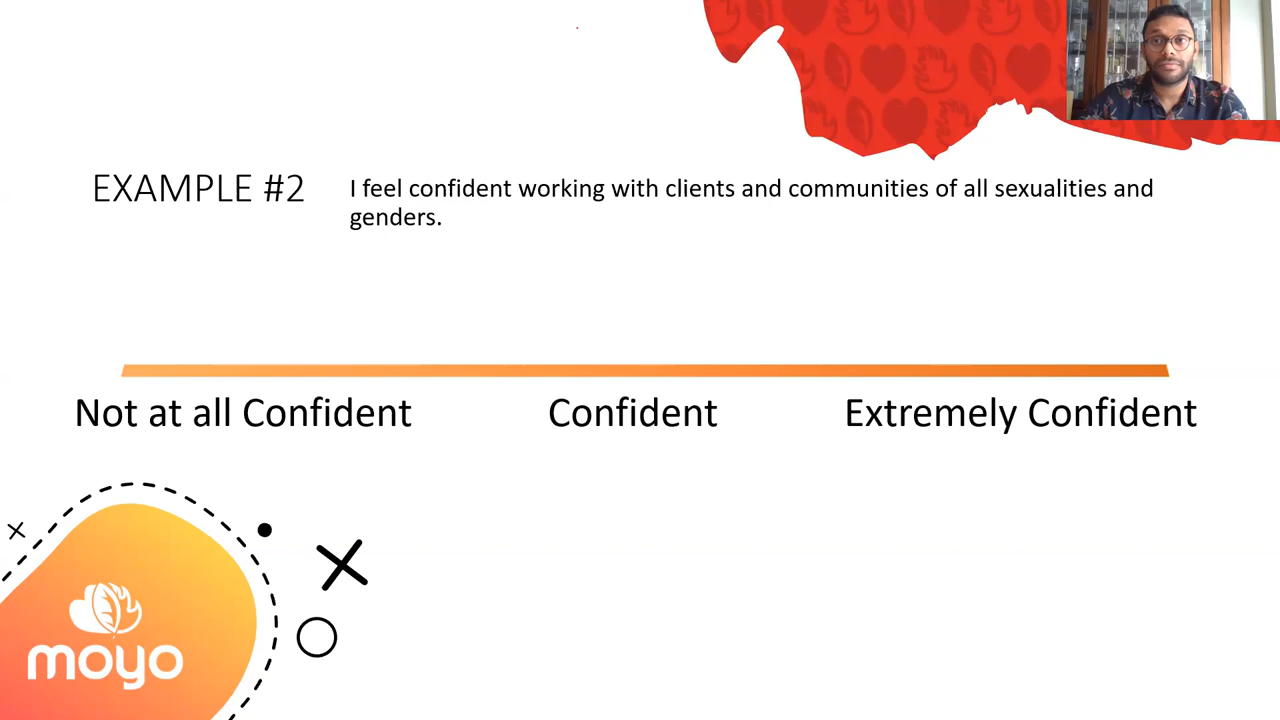 EXAMPLE #2
I feel confident working with clients and communities of all sexualities and
genders.
Not at all Confident
Confident
Extremely Confident
moyo